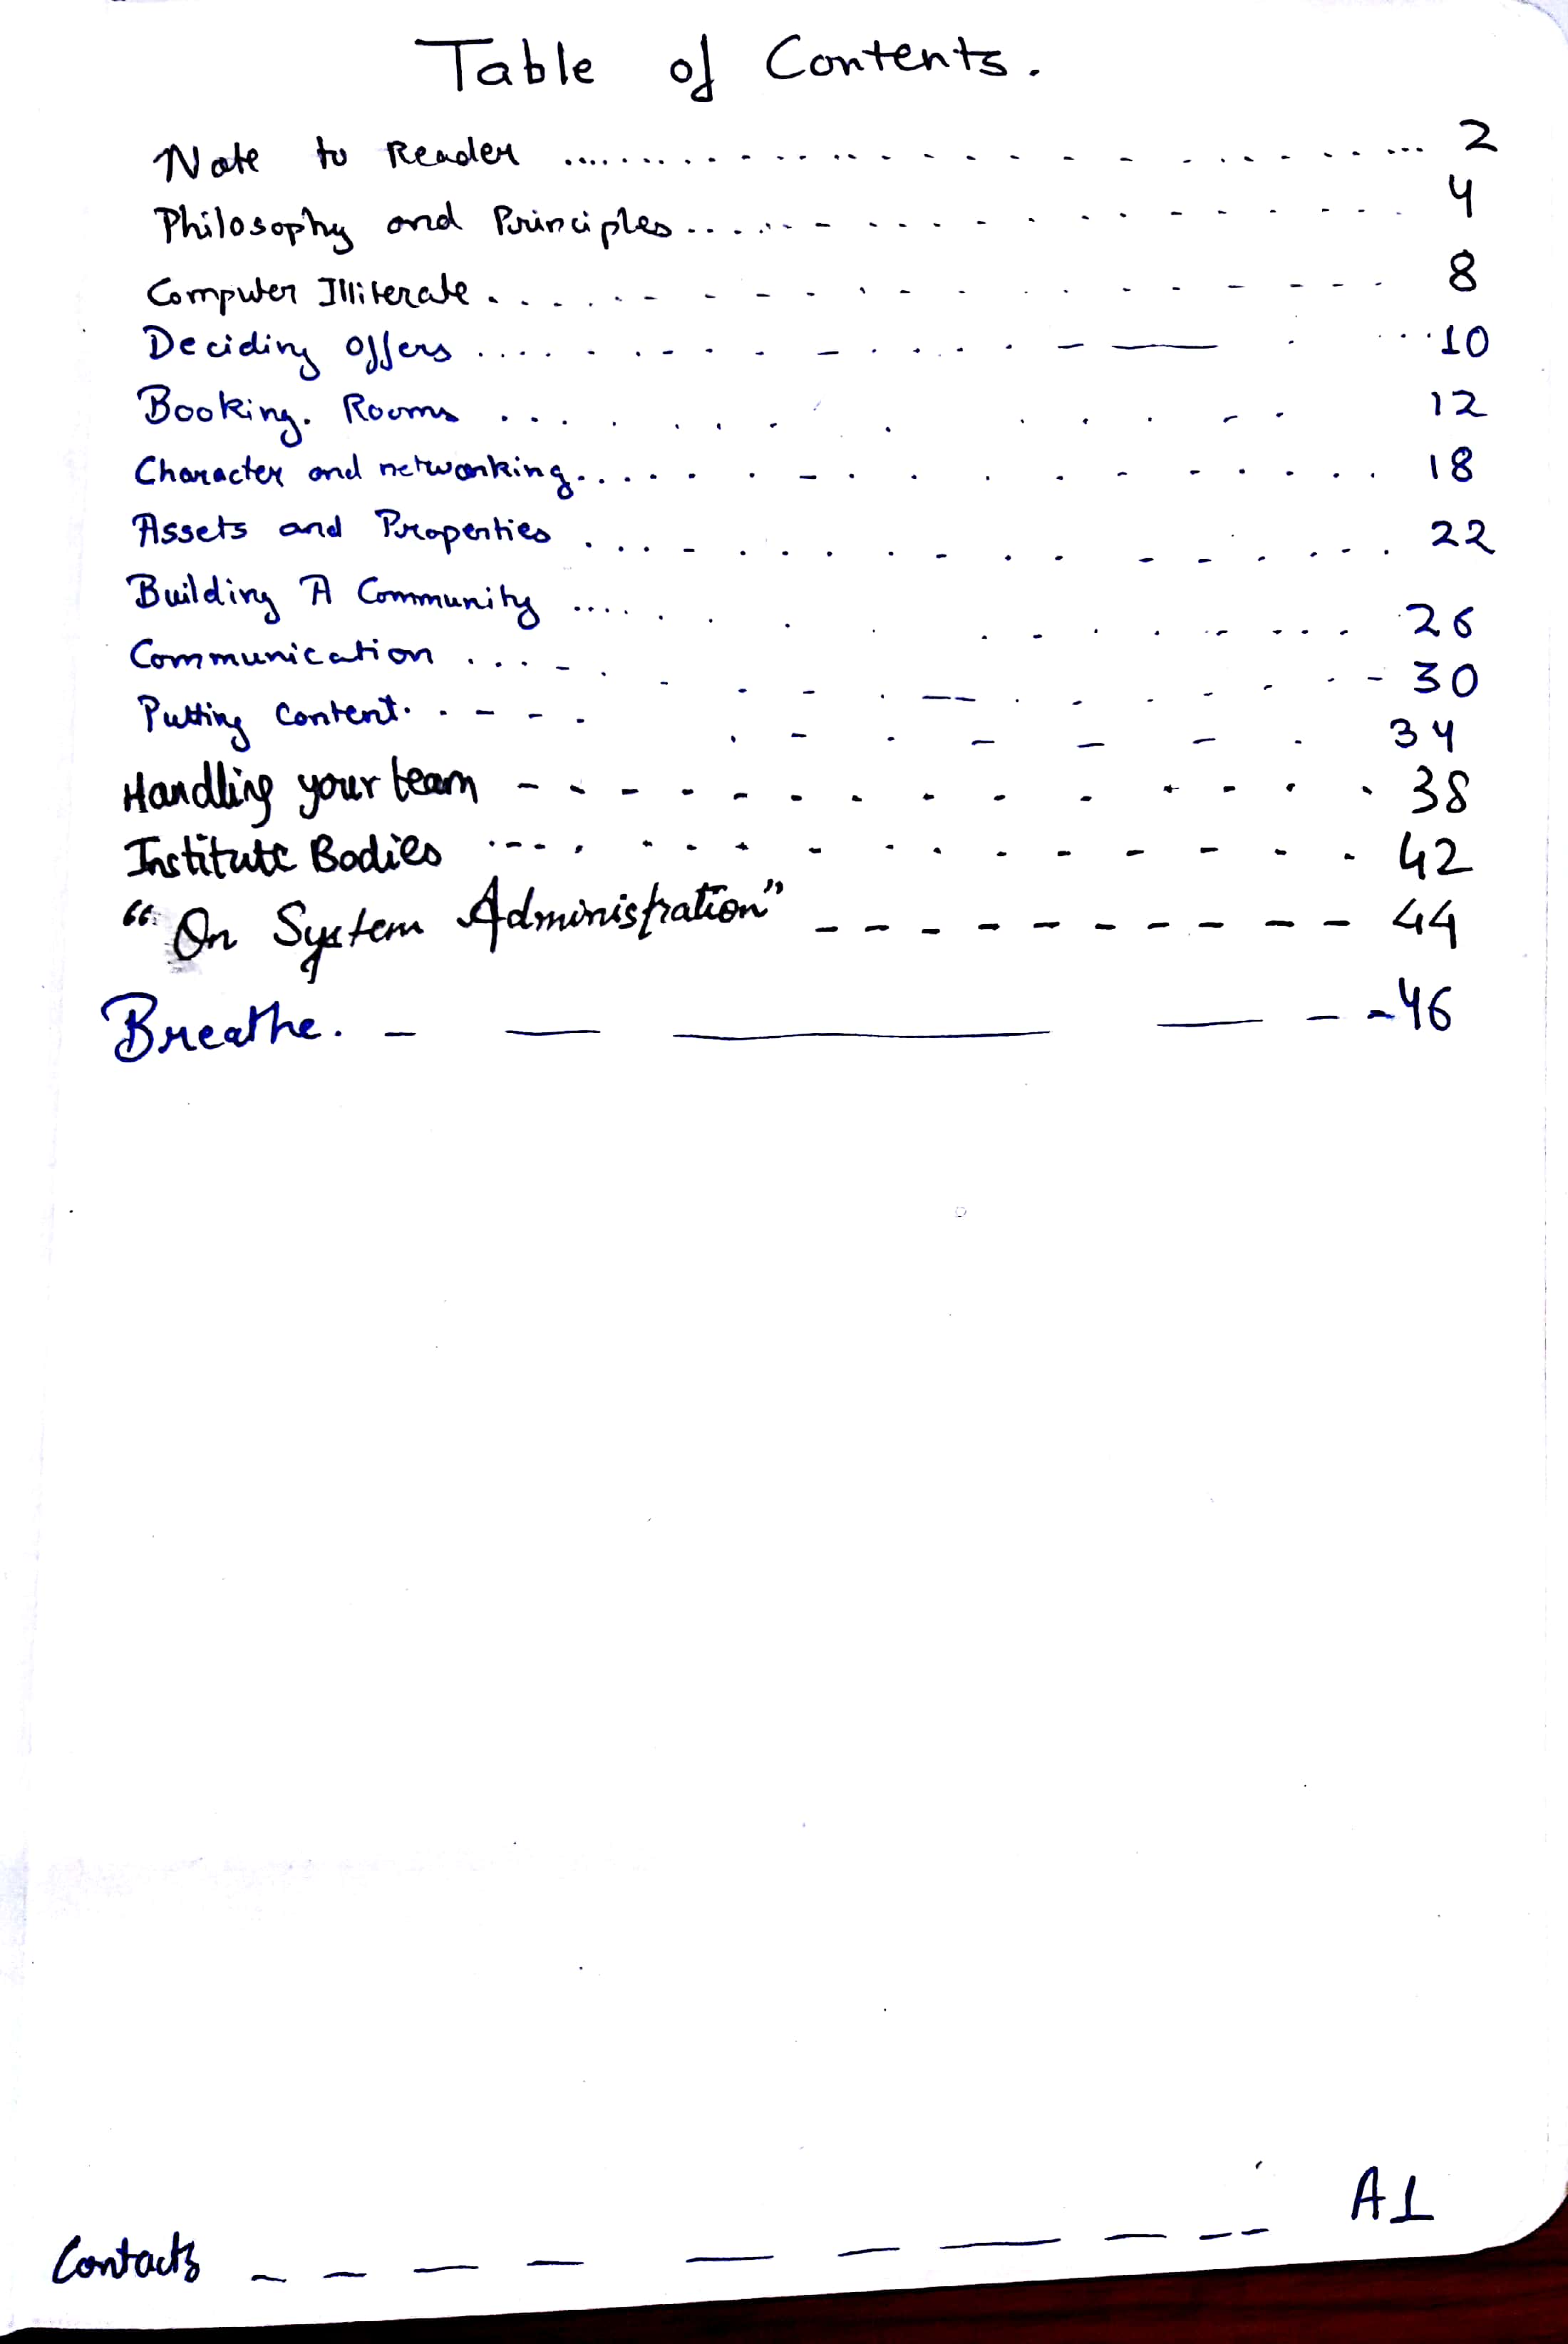 Table of Contents.
Note to Reader .............................. 2
Philosophy and Principles .............................. 4
Computer Illiterate .............................. 8
Deciding Offers .............................. 10
Booking. Rooms .............................. 12
Character and networking .............................. 18
Assets and Properties .............................. 22
Building A Community .............................. 26
Communication .............................. 30
Putting Content .............................. 34
Handling your team - - - - - - - - - - 38
Institute Bodies - - - - - - - - - - 42
"On System Administration" - - - - - - - - - - 44
Breathe. - — — — - - 46
Contacts - - - - - - - - - - A1